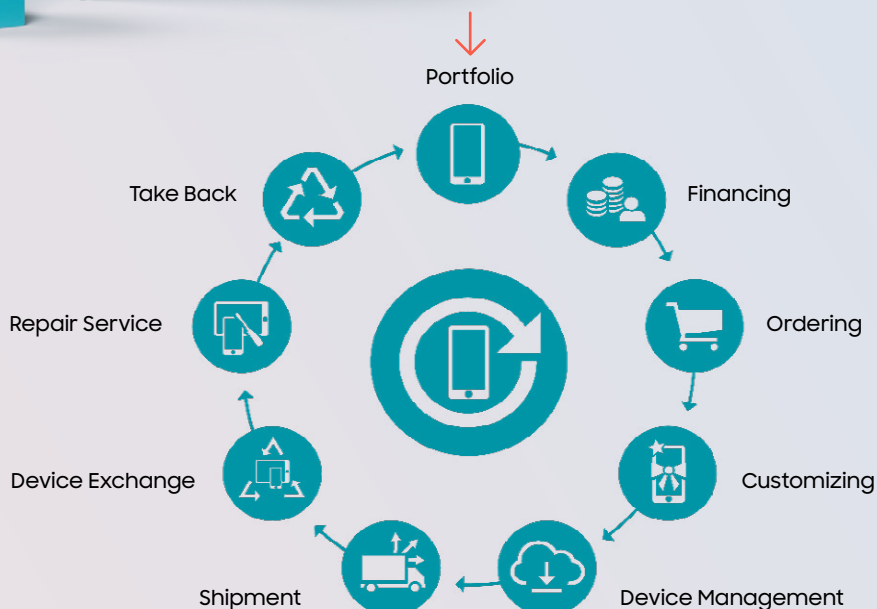 Portfolio
Take Back
Financing
Repair Service
Ordering
Device Exchange
Customizing
Shipment
Device Management